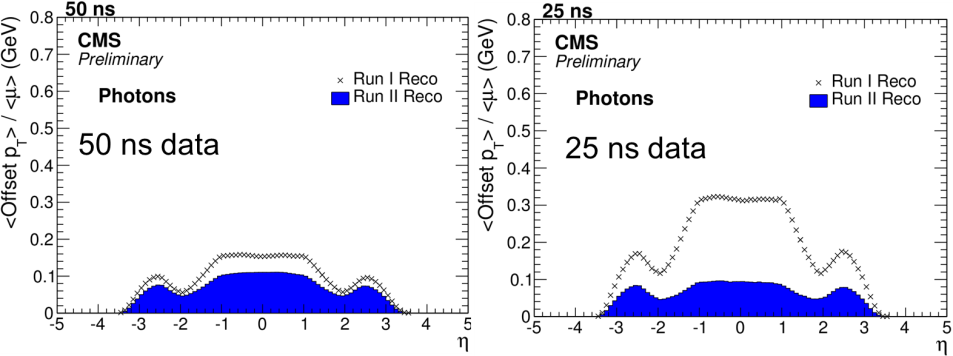 50 ns
CMS
Preliminary
× Run I Reco
Run II Reco
Photons
50 ns data
<Offset p_T> / <μ> (GeV)
0.8
0.7
0.6
0.5
0.4
0.3
0.2
0.1
0
-5 -4 -3 -2 -1 0 1 2 3 4 5
η
25 ns
CMS
Preliminary
× Run I Reco
Run II Reco
Photons
25 ns data
<Offset p_T> / <μ> (GeV)
0.8
0.7
0.6
0.5
0.4
0.3
0.2
0.1
0
-5 -4 -3 -2 -1 0 1 2 3 4 5
η